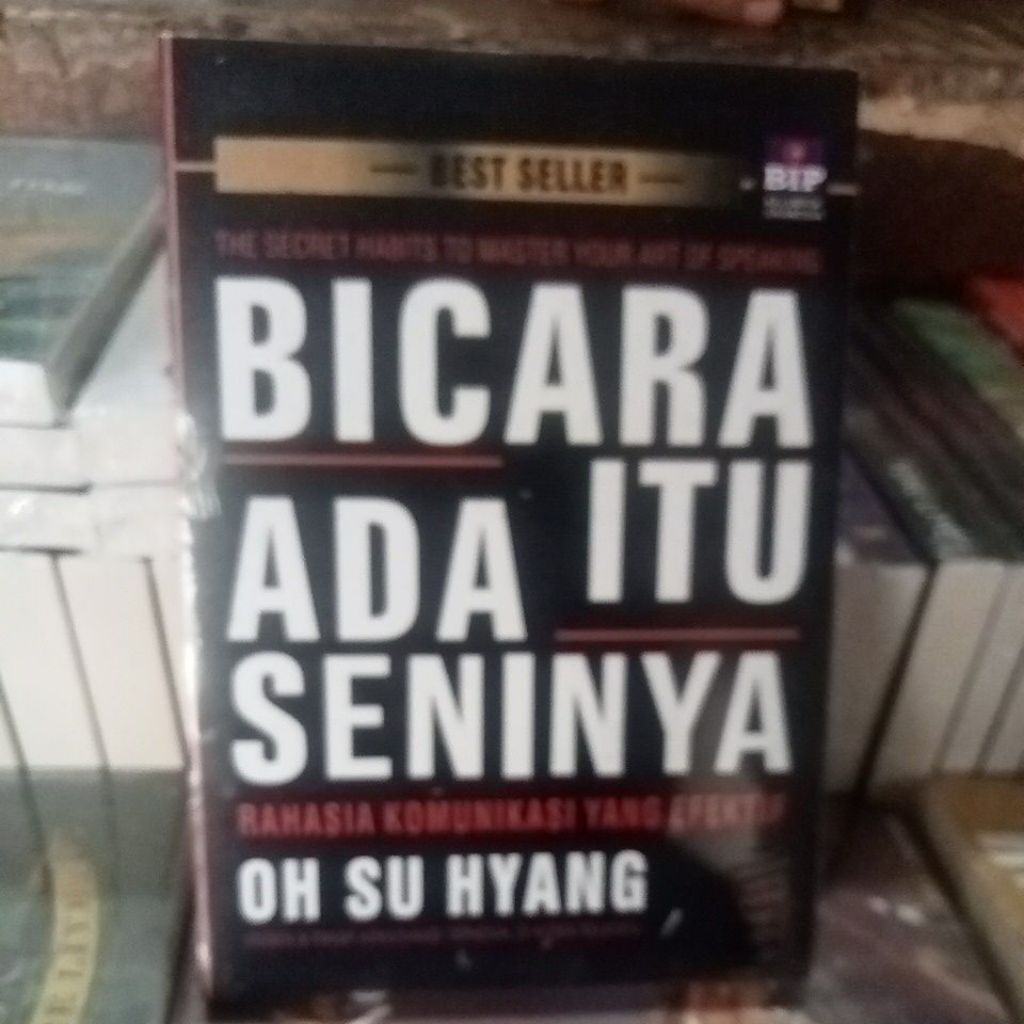 BEST SELLER
BIP
THE SECRET HABITS TO MASTER YOUR ART OF SPEAKING
BICARA
ITU
ADA
SENINYA
RAHASIA KOMUNIKASI YANG EFEKTIF
OH SU HYANG